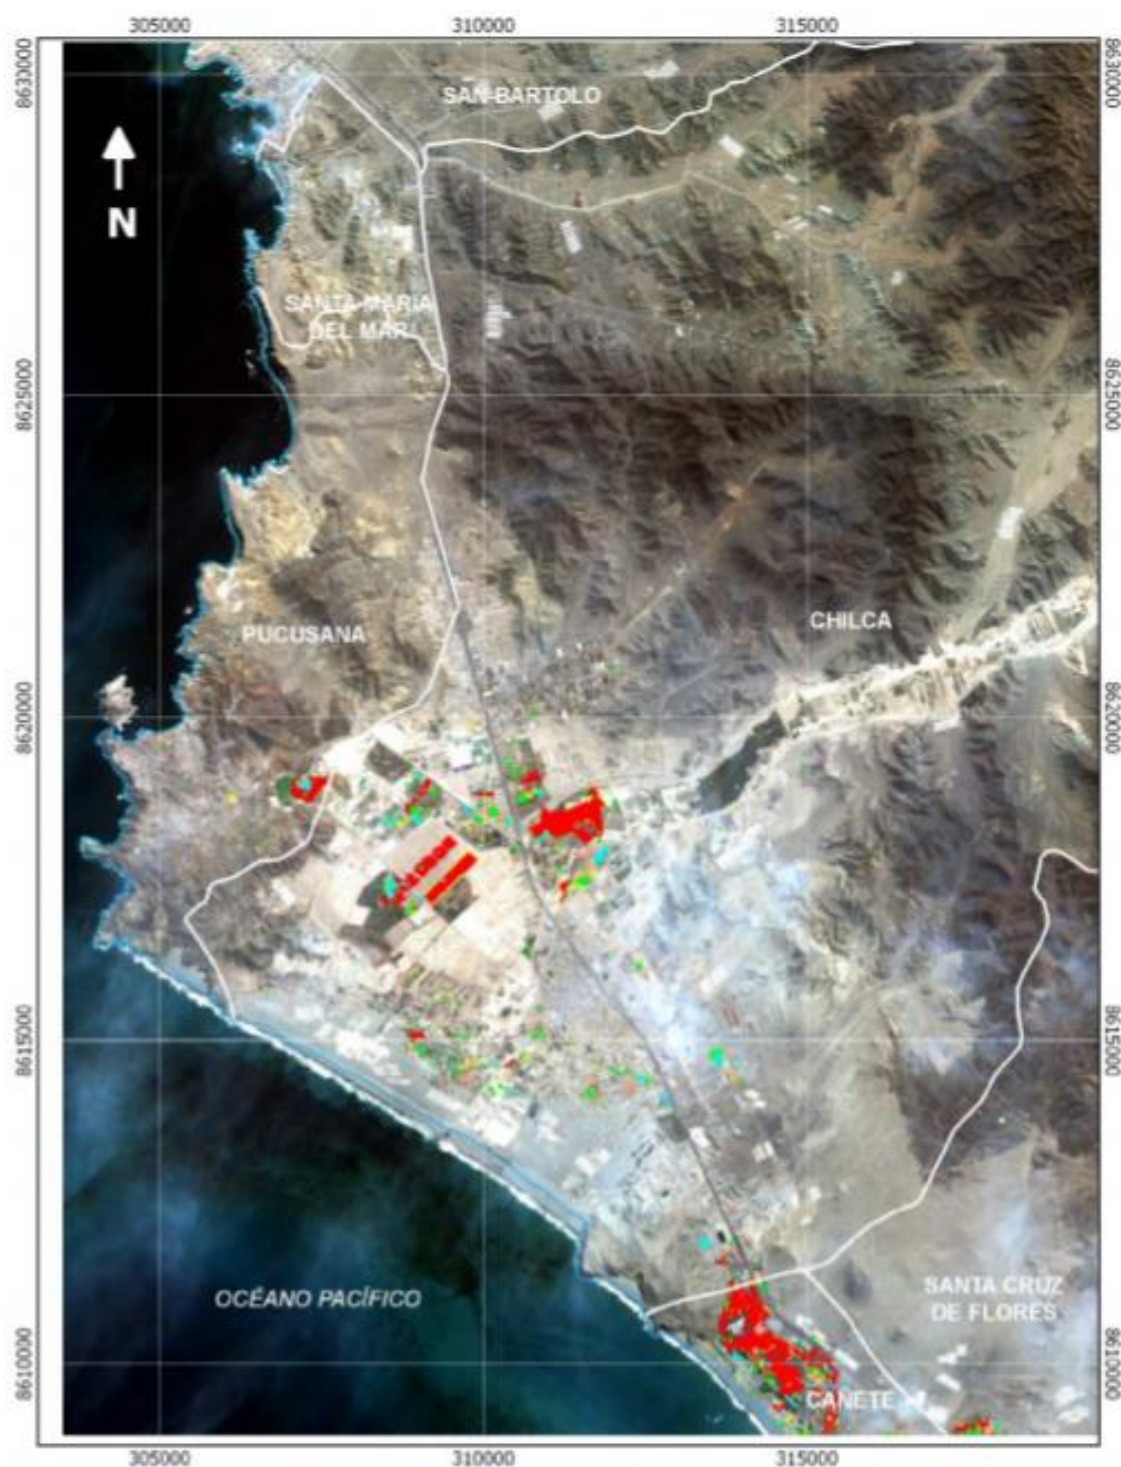 305000 310000 315000
8630000 8630000
SAN BARTOLO
N
SANTA MARIA
DEL MAR
8625000 8625000
PUCUSANA
CHILCA
8620000 8620000
8615000 8615000
OCÉANO PACÍFICO
SANTA CRUZ
DE FLORES
8610000 8610000
CAÑETE
305000 310000 315000